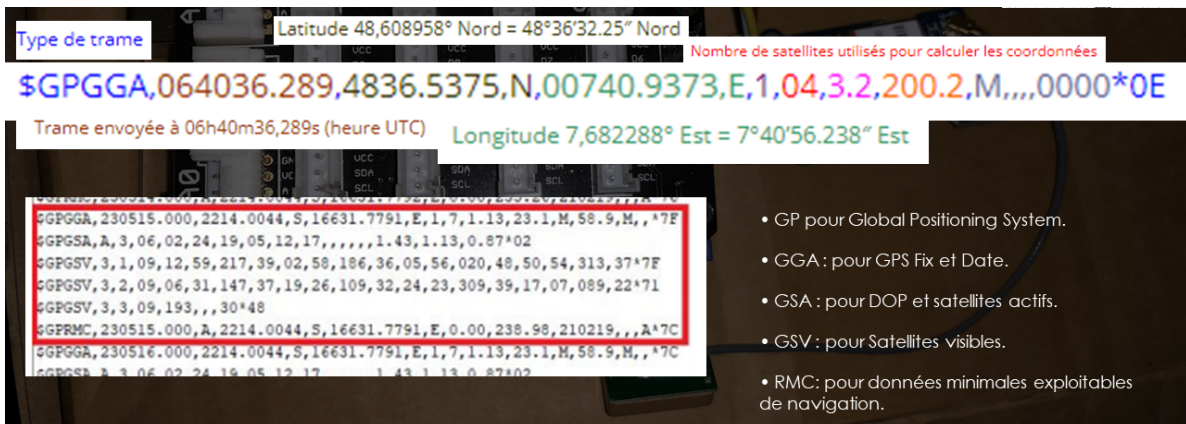 Type de trame
Latitude 48,608958° Nord = 48°36'32.25″ Nord
Nombre de satellites utilisés pour calculer les coordonnées
$GPGGA,064036.289,4836.5375,N,00740.9373,E,1,04,3.2,200.2,M,,,,0000*0E
Trame envoyée à 06h40m36,289s (heure UTC)
Longitude 7,682288° Est = 7°40'56.238″ Est
A0
VCC
SDA
SCL
$GPGGA,230515.000,2214.0044,S,16631.7791,E,1,7,1.13,23.1,M,58.9,M,,*7F
$GPGSA,A,3,06,02,24,19,05,12,17,,,,,,1.43,1.13,0.87*02
$GPGSV,3,1,09,12,59,217,39,02,58,186,36,05,56,020,48,50,54,313,37*7F
$GPGSV,3,2,09,06,31,147,37,19,26,109,32,24,23,309,39,17,07,089,22*71
$GPGSV,3,3,09,193,,,30*48
$GPRMC,230515.000,A,2214.0044,S,16631.7791,E,0.00,238.98,210219,,,A*7C
$GPGGA,230516.000,2214.0044,S,16631.7791,E,1,7,1.13,23.1,M,58.9,M,,*7C
• GP pour Global Positioning System.
• GGA : pour GPS Fix et Date.
• GSA : pour DOP et satellites actifs.
• GSV : pour Satellites visibles.
• RMC: pour données minimales exploitables
de navigation.